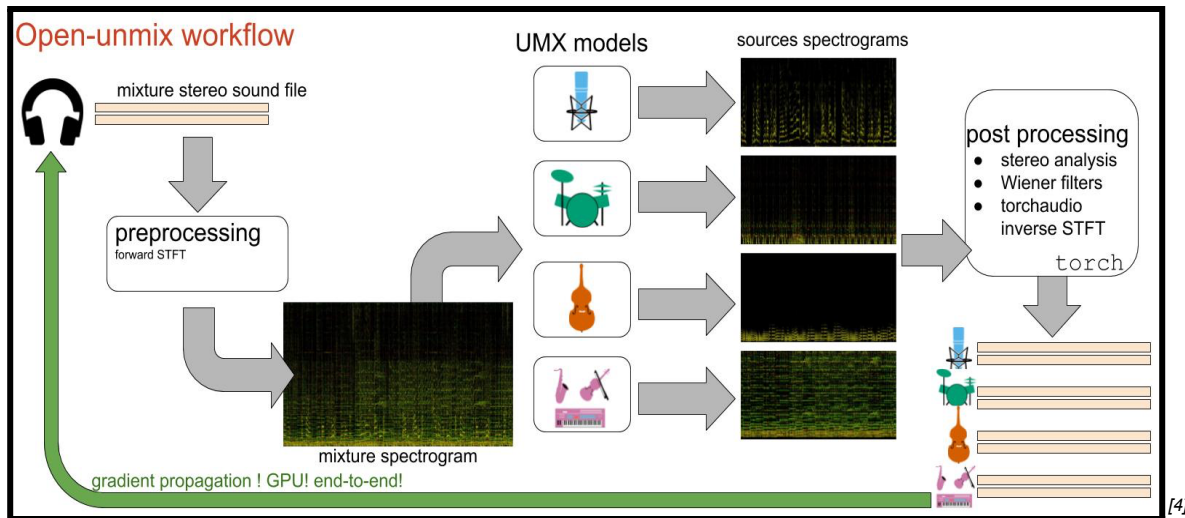 Open-unmix workflow
mixture stereo sound file
preprocessing
forward STFT
mixture spectrogram
UMX models
sources spectrograms
post processing
● stereo analysis
● Wiener filters
● torchaudio
inverse STFT
torch
gradient propagation ! GPU! end-to-end!
[4]